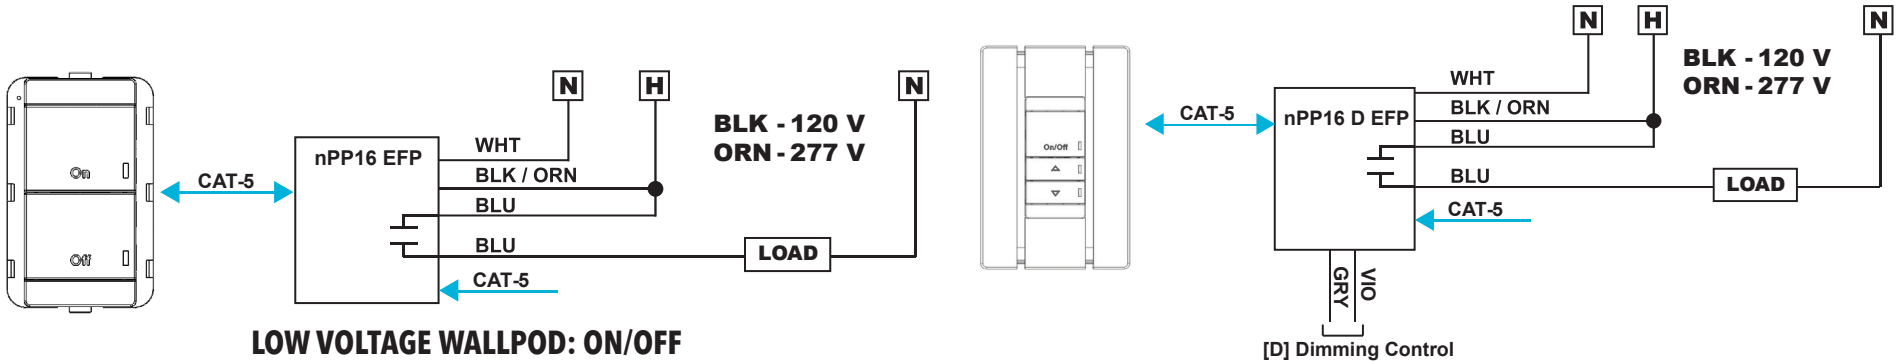 On
Off
CAT-5
nPP16 EFP
WHT
BLK / ORN
BLU
BLU
CAT-5
N
H
N
BLK - 120 V
ORN - 277 V
LOAD
LOW VOLTAGE WALLPOD: ON/OFF
On/Off
CAT-5
nPP16 D EFP
WHT
BLK / ORN
BLU
BLU
CAT-5
N
H
N
BLK - 120 V
ORN - 277 V
LOAD
GRY
VIO
[D] Dimming Control